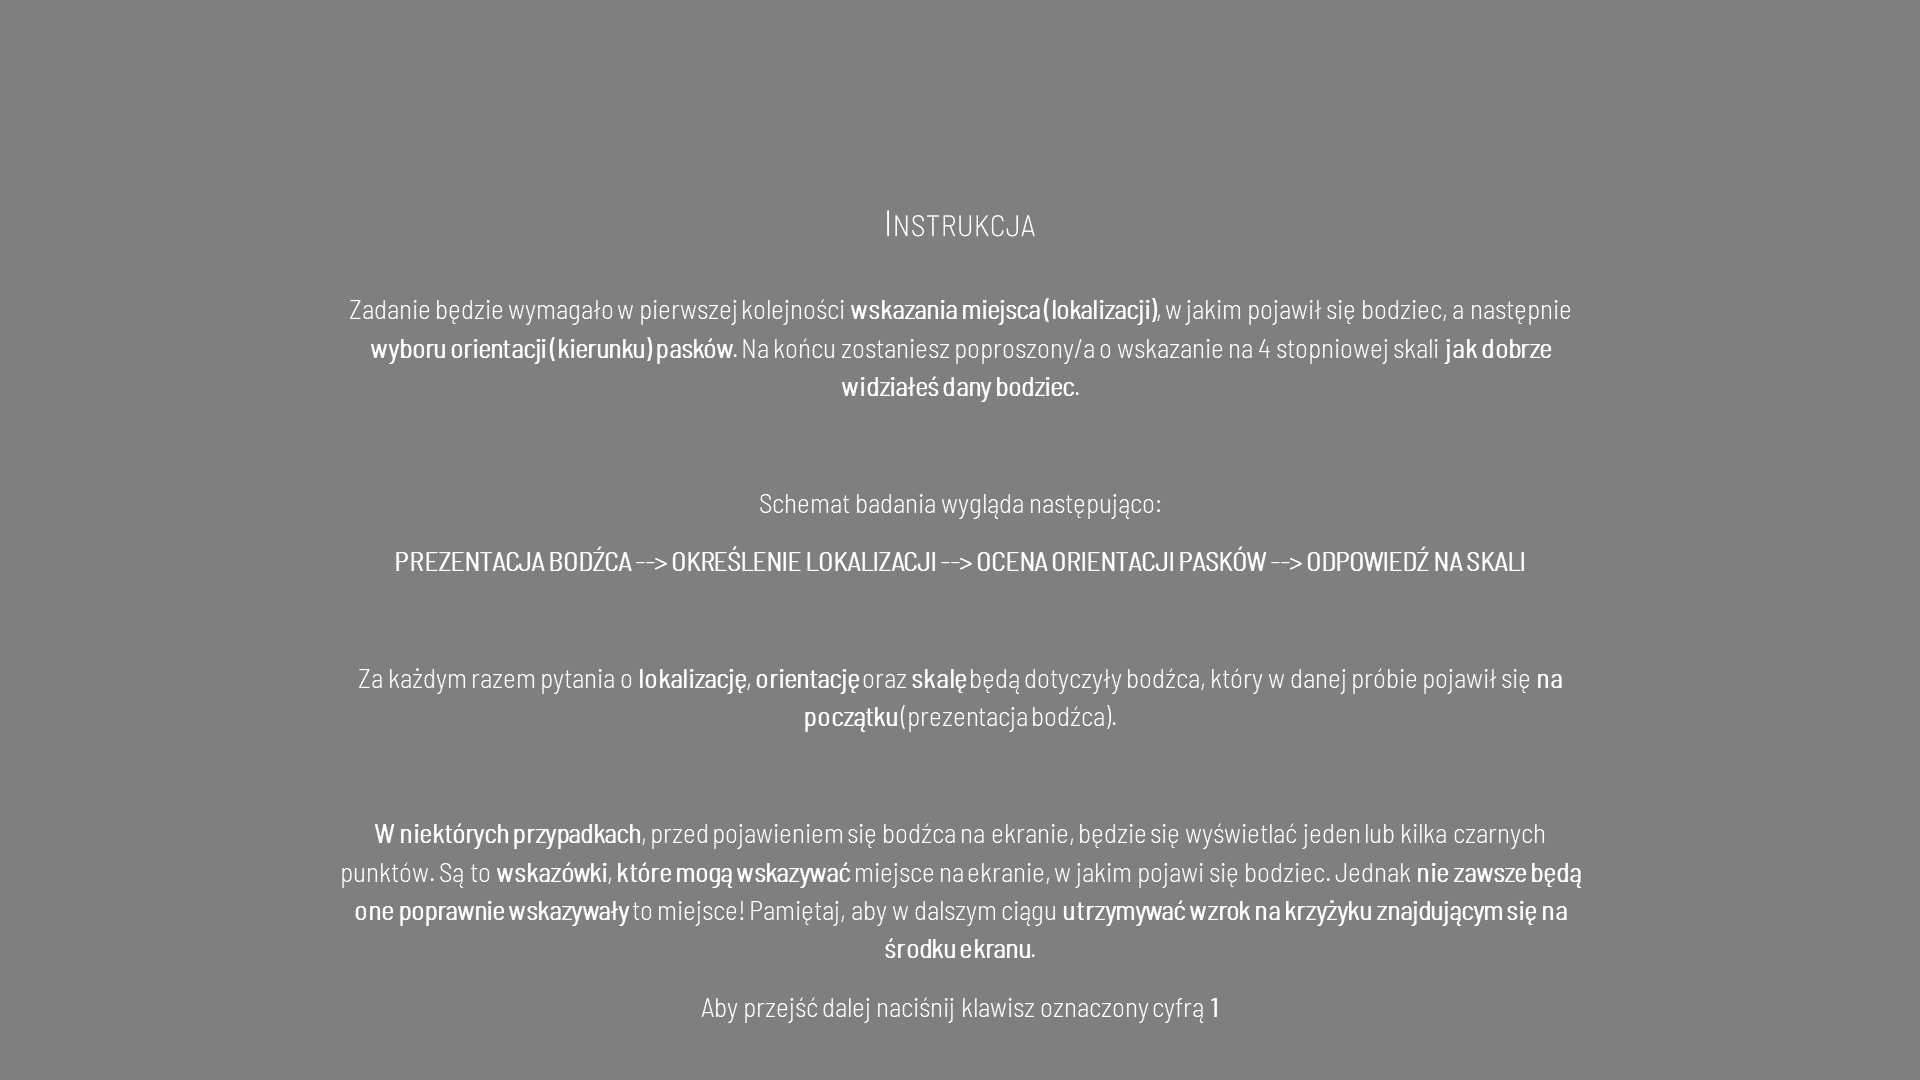 INSTRUKCJA
Zadanie będzie wymagało w pierwszej kolejności wskazania miejsca (lokalizacji), w jakim pojawił się bodziec, a następnie
wyboru orientacji (kierunku) pasków. Na końcu zostaniesz poproszony/a o wskazanie na 4 stopniowej skali jak dobrze
widziałeś dany bodziec.
Schemat badania wygląda następująco:
PREZENTACJA BODŹCA --> OKREŚLENIE LOKALIZACJI --> OCENA ORIENTACJI PASKÓW --> ODPOWIEDŹ NA SKALI
Za każdym razem pytania o lokalizację, orientację oraz skalę będą dotyczyły bodźca, który w danej próbie pojawił się na
początku (prezentacja bodźca).
W niektórych przypadkach, przed pojawieniem się bodźca na ekranie, będzie się wyświetlać jeden lub kilka czarnych
punktów. Są to wskazówki, które mogą wskazywać miejsce na ekranie, w jakim pojawi się bodziec. Jednak nie zawsze będą
one poprawnie wskazywały to miejsce! Pamiętaj, aby w dalszym ciągu utrzymywać wzrok na krzyżyku znajdującym się na
środku ekranu.
Aby przejść dalej naciśnij klawisz oznaczony cyfrą 1